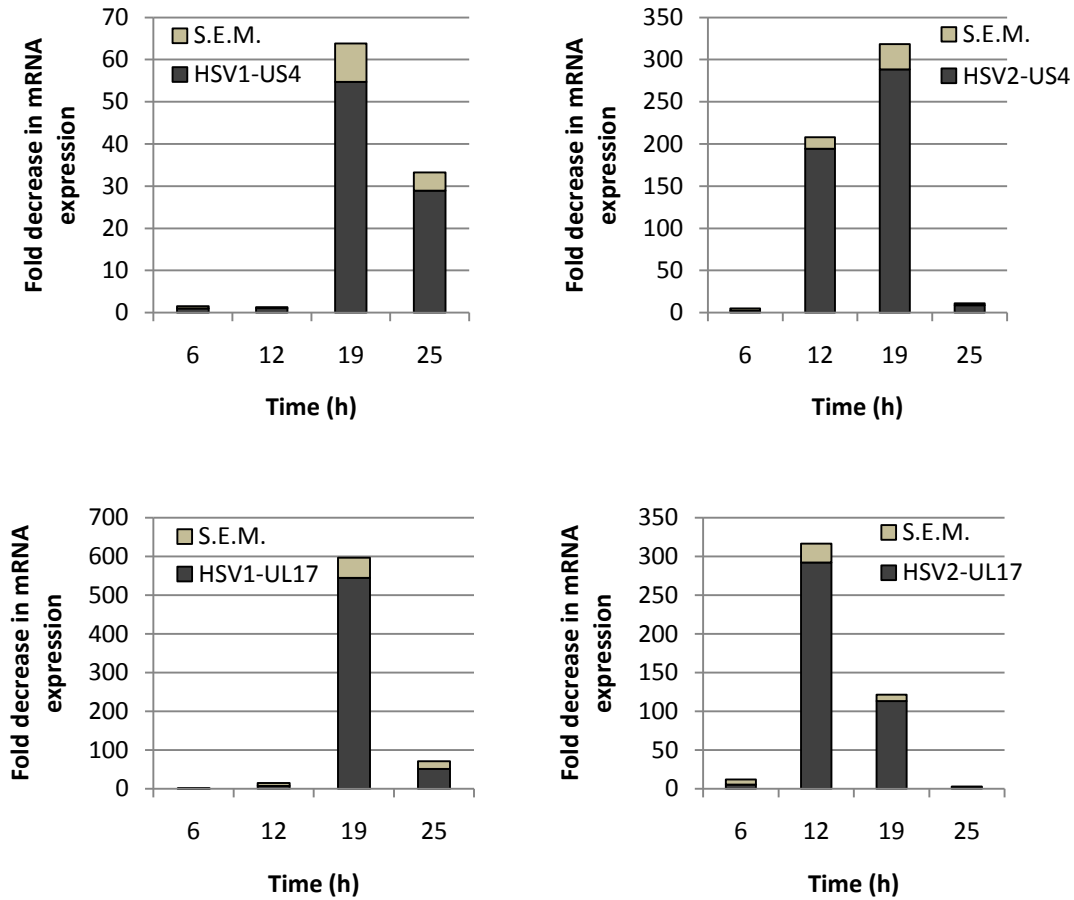 Fold decrease in mRNA
expression
70
60
50
40
30
20
10
0
S.E.M.
HSV1-US4
6 12 19 25
Time (h)
Fold decrease in mRNA
expression
350
300
250
200
150
100
50
0
S.E.M.
HSV2-US4
6 12 19 25
Time (h)
Fold decrease in mRNA
expression
700
600
500
400
300
200
100
0
S.E.M.
HSV1-UL17
6 12 19 25
Time (h)
Fold decrease in mRNA
expression
350
300
250
200
150
100
50
0
S.E.M.
HSV2-UL17
6 12 19 25
Time (h)